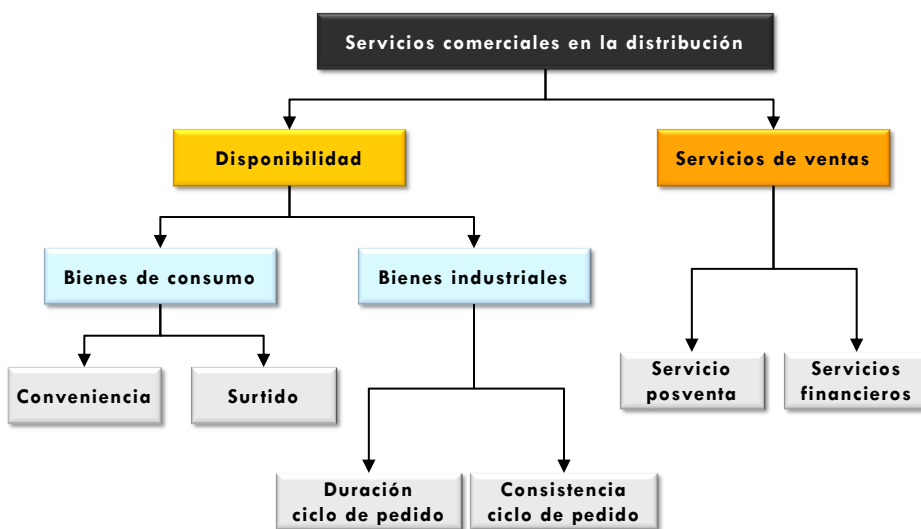 Servicios comerciales en la distribución
Disponibilidad
Servicios de ventas
Bienes de consumo
Bienes industriales
Conveniencia
Surtido
Servicio
posventa
Servicios
financieros
Duración
ciclo de pedido
Consistencia
ciclo de pedido